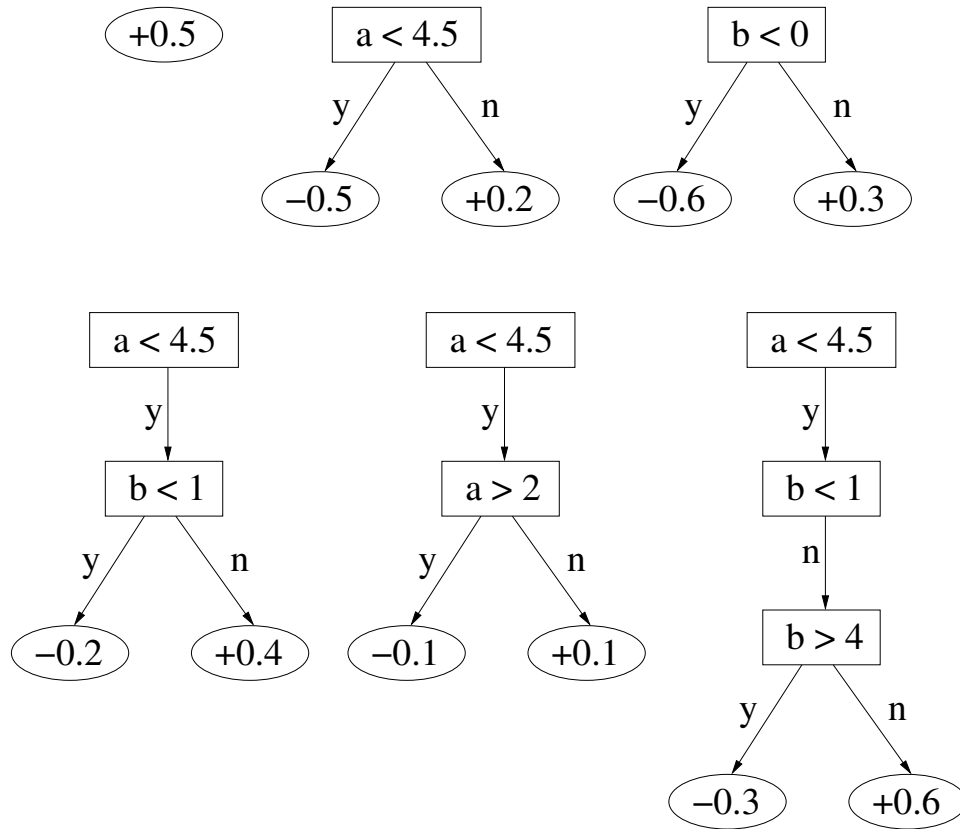 +0.5 a < 4.5 b < 0
y n y n
−0.5 +0.2 −0.6 +0.3
a < 4.5 a < 4.5 a < 4.5
y y y
b < 1 a > 2 b < 1
y n y n n
−0.2 +0.4 −0.1 +0.1 b > 4
y n
−0.3 +0.6